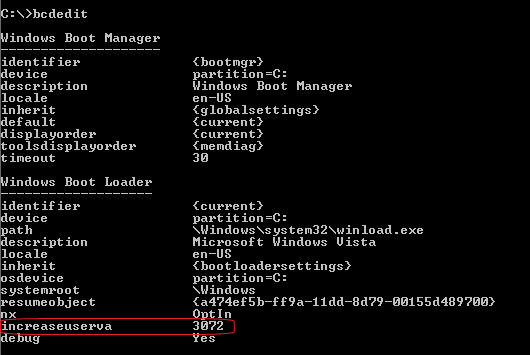 C:\>bcdedit
Windows Boot Manager
--------------------
identifier {bootmgr}
device partition=C:
description Windows Boot Manager
locale en-US
inherit {globalsettings}
default {current}
displayorder {current}
toolsdisplayorder {memdiag}
timeout 30
Windows Boot Loader
-------------------
identifier {current}
device partition=C:
path \Windows\system32\winload.exe
description Microsoft Windows Vista
locale en-US
inherit {bootloadersettings}
osdevice partition=C:
systemroot \Windows
resumeobject {a474ef5b-ff9a-11dd-8d79-00155d489700}
nx OptIn
increaseuserva 3072
debug Yes